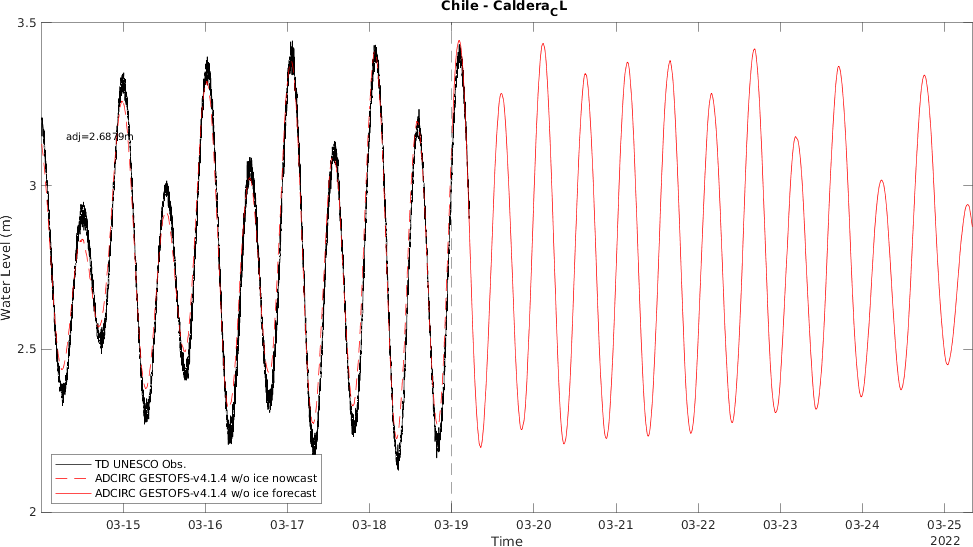 Chile - Caldera_CL
3.5
3
2.5
2
Water Level (m)
adj=2.6879m
TD UNESCO Obs.
ADCIRC GESTOFS-v4.1.4 w/o ice nowcast
ADCIRC GESTOFS-v4.1.4 w/o ice forecast
03-15 03-16 03-17 03-18 03-19 03-20 03-21 03-22 03-23 03-24 03-25
2022
Time